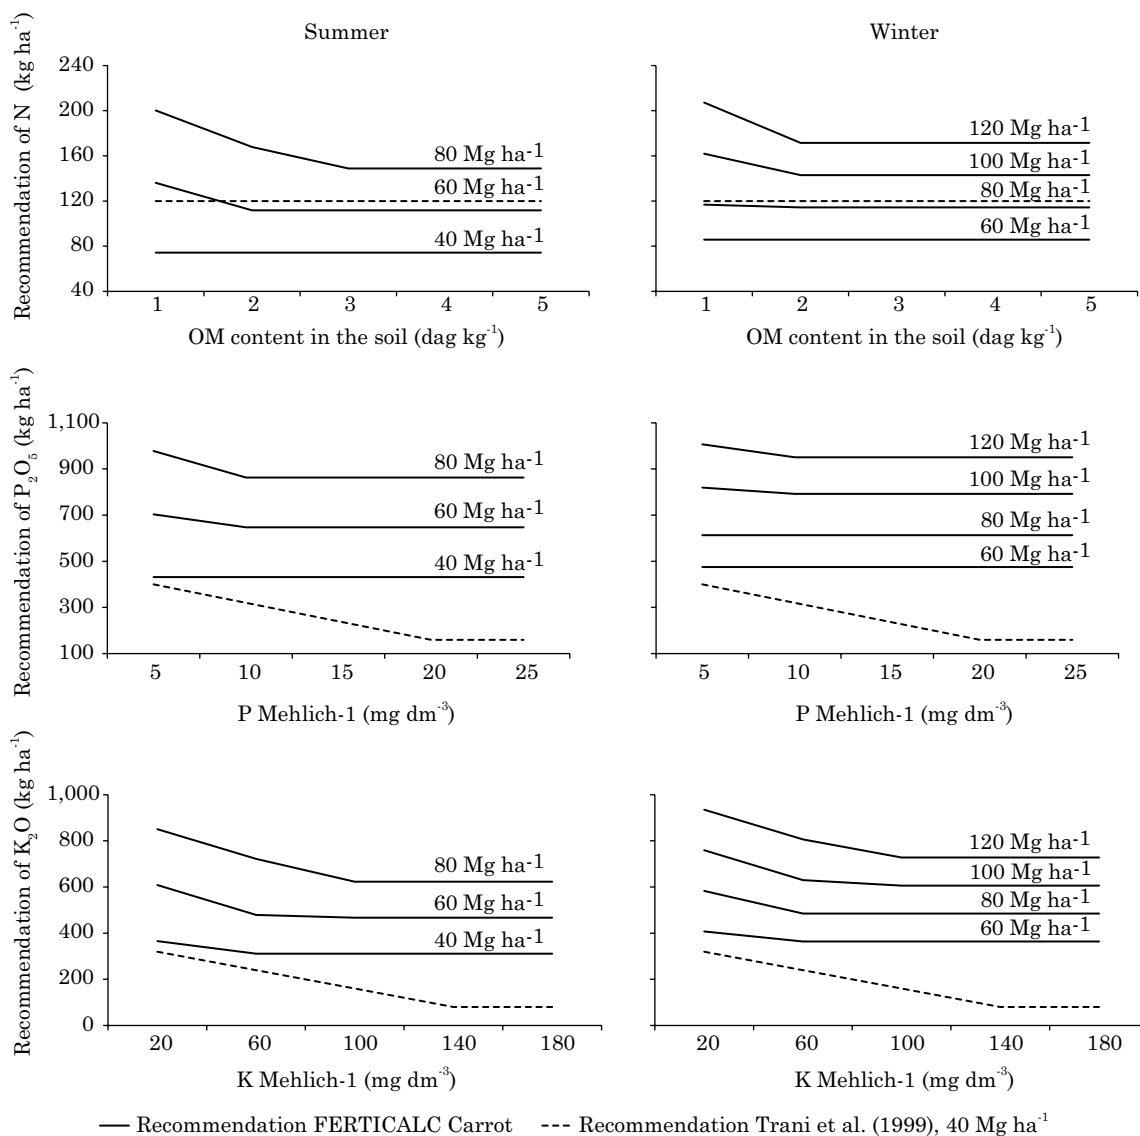 Summer
Winter
Recommendation of N (kg ha-1)
240
200
160
120
80
40
80 Mg ha-1
60 Mg ha-1
40 Mg ha-1
1 2 3 4 5
OM content in the soil (dag kg-1)
120 Mg ha-1
100 Mg ha-1
80 Mg ha-1
60 Mg ha-1
1 2 3 4 5
OM content in the soil (dag kg-1)
Recommendation of P2O5 (kg ha-1)
1,100
900
700
500
300
100
80 Mg ha-1
60 Mg ha-1
40 Mg ha-1
5 10 15 20 25
P Mehlich-1 (mg dm-3)
120 Mg ha-1
100 Mg ha-1
80 Mg ha-1
60 Mg ha-1
5 10 15 20 25
P Mehlich-1 (mg dm-3)
Recommendation of K2O (kg ha-1)
1,000
800
600
400
200
0
80 Mg ha-1
60 Mg ha-1
40 Mg ha-1
20 60 100 140 180
K Mehlich-1 (mg dm-3)
120 Mg ha-1
100 Mg ha-1
80 Mg ha-1
60 Mg ha-1
20 60 100 140 180
K Mehlich-1 (mg dm-3)
Recommendation FERTICALC Carrot
Recommendation Trani et al. (1999), 40 Mg ha-1